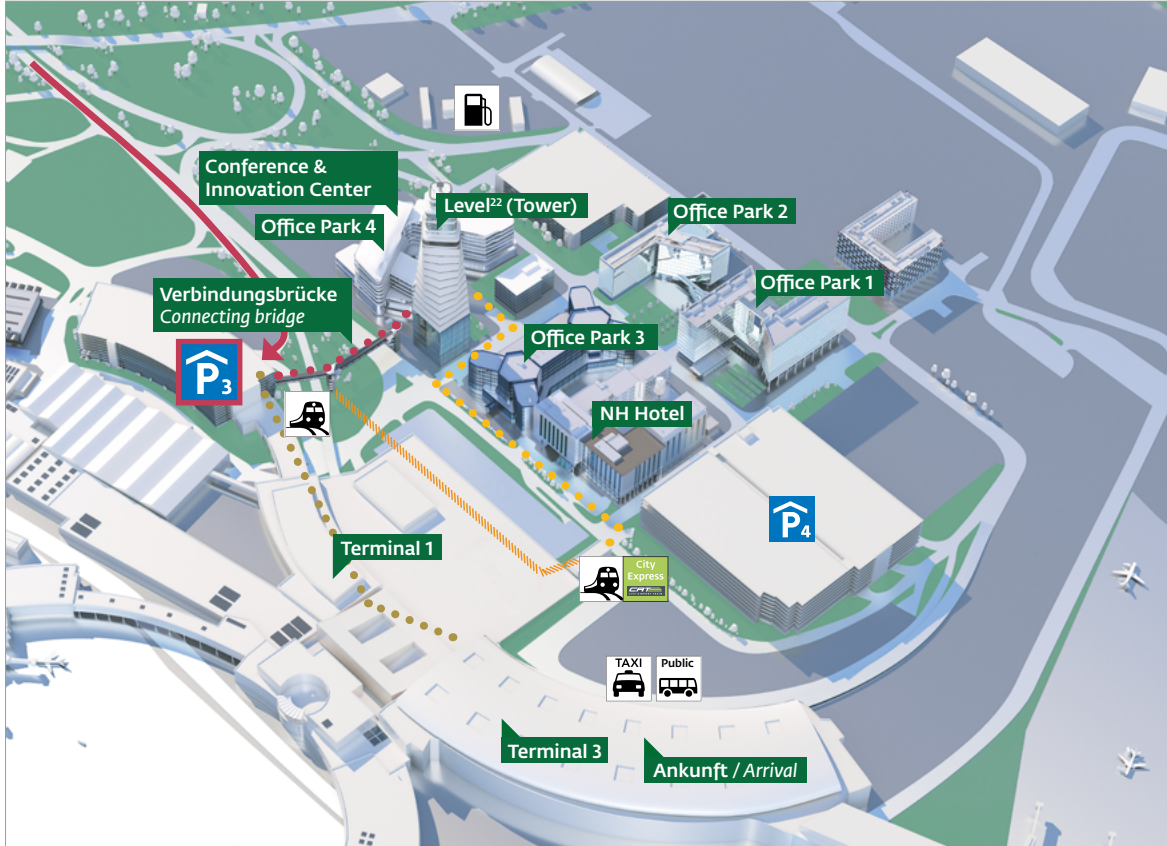 Conference &
Innovation Center
Level²² (Tower)
Office Park 4
Office Park 2
Office Park 1
Verbindungsbrücke
Connecting bridge
Office Park 3
P3
NH Hotel
P4
Terminal 1
City
Express
CAT
TAXI
Public
Terminal 3
Ankunft / Arrival